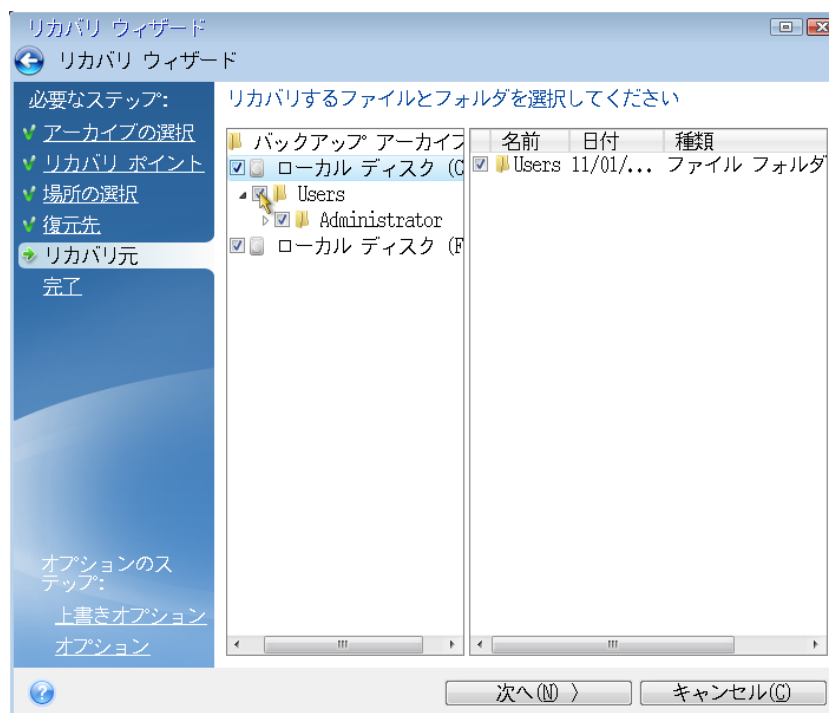 リカバリ ウィザード
リカバリ ウィザード
必要なステップ:
アーカイブの選択
リカバリ ポイント
場所の選択
復元先
リカバリ元
完了
オプションのス
テップ:
上書きオプション
オプション
リカバリするファイルとフォルダを選択してください
バックアップ アーカイブ
ローカル ディスク (C
Users
Administrator
ローカル ディスク (F
名前 日付 種類
Users 11/01/... ファイル フォルダ
次へ(N) 〉
キャンセル(C)